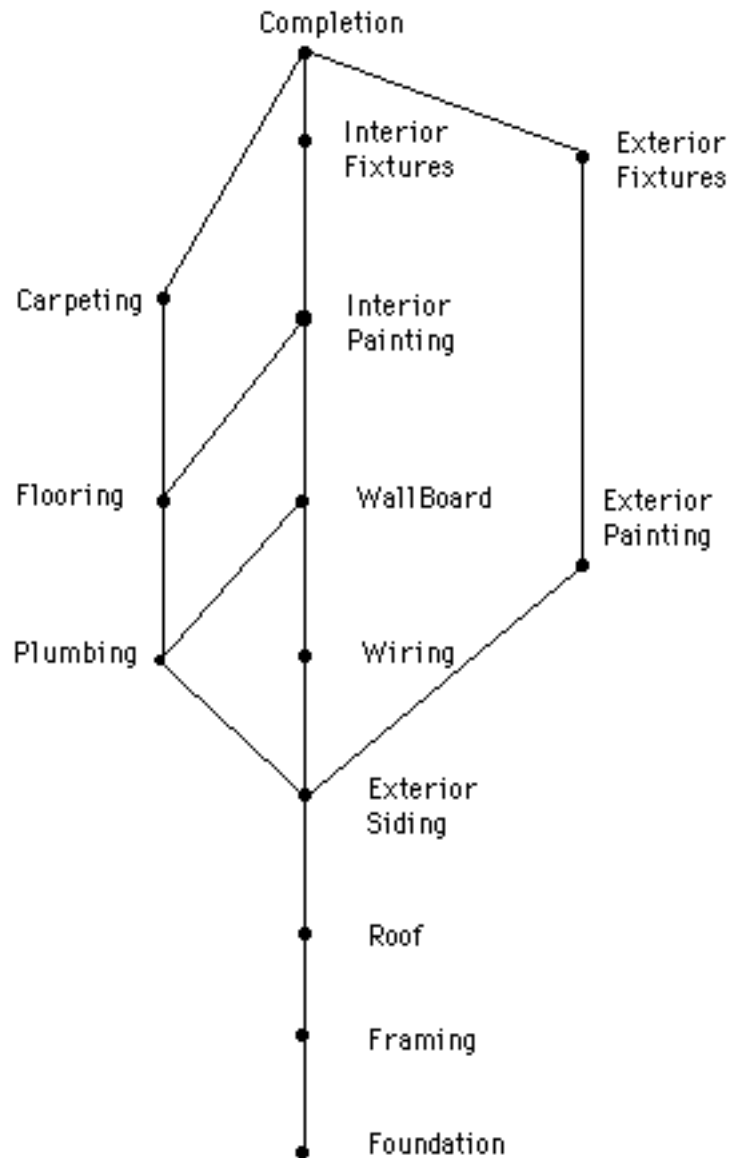 Completion
Interior
Fixtures
Exterior
Fixtures
Carpeting
Interior
Painting
Flooring
WallBoard
Exterior
Painting
Plumbing
Wiring
Exterior
Siding
Roof
Framing
Foundation